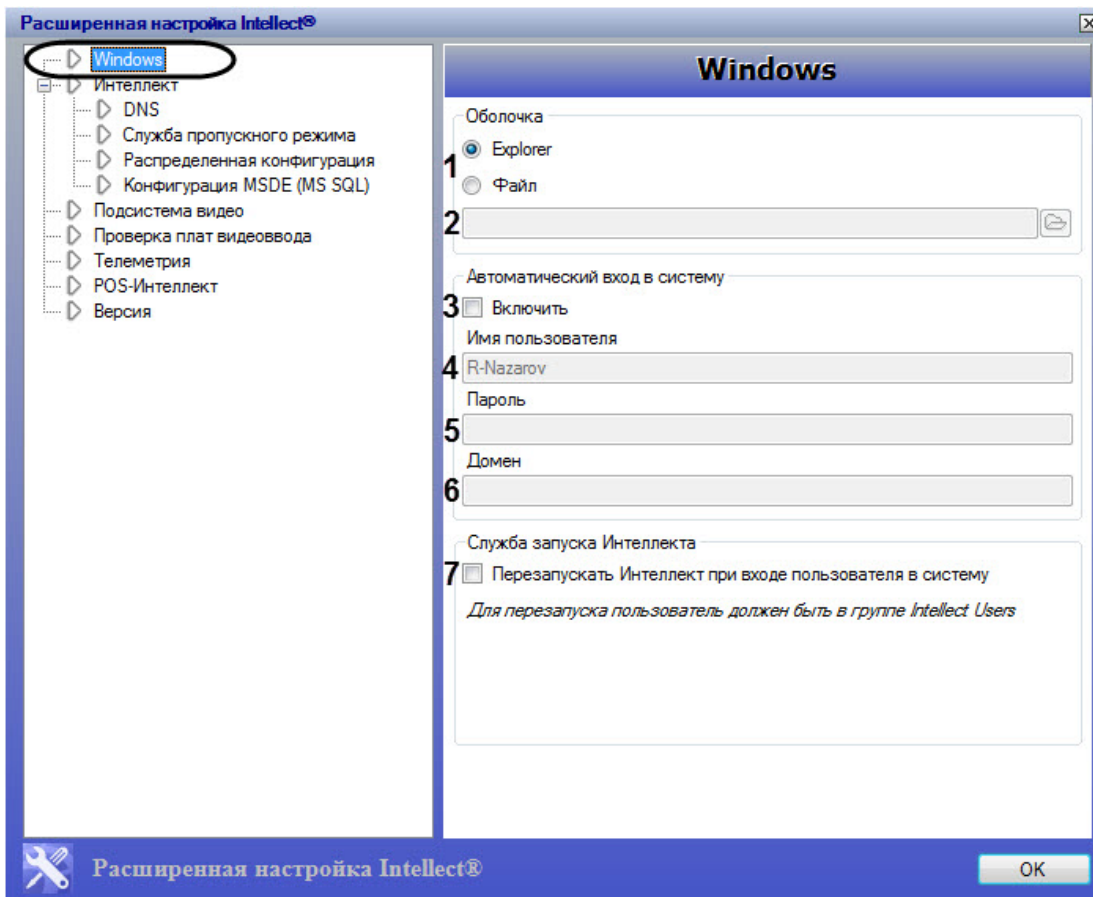 Расширенная настройка Intellect®
Windows
Интеллект
DNS
Служба пропускного режима
Распределенная конфигурация
Конфигурация MSDE (MS SQL)
Подсистема видео
Проверка плат видеоввода
Телеметрия
POS-Интеллект
Версия
Windows
Оболочка
1
Explorer
Файл
2
Автоматический вход в систему
3 Включить
Имя пользователя
4 R-Nazarov
Пароль
5
Домен
6
Служба запуска Интеллекта
7 Перезапускать Интеллект при входе пользователя в систему
Для перезапуска пользователь должен быть в группе Intellect Users
Расширенная настройка Intellect®
OK